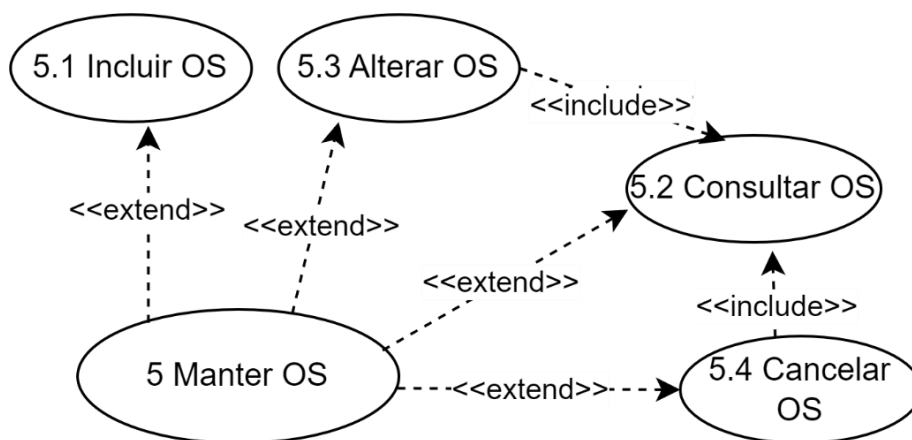 5.1 Incluir OS
5.3 Alterar OS
<<include>>
5.2 Consultar OS
<<extend>>
<<extend>>
<<extend>>
<<include>>
5 Manter OS
<<extend>>
5.4 Cancelar
OS